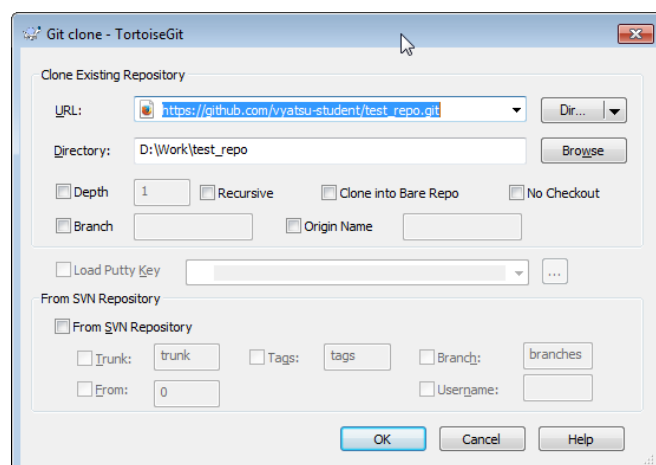 Git clone - TortoiseGit
Clone Existing Repository
URL: https://github.com/vyatsu-student/test_repo.git Dir...
Directory: D:\Work\test_repo Browse
Depth 1 Recursive Clone into Bare Repo No Checkout
Branch Origin Name
Load Putty Key ...
From SVN Repository
From SVN Repository
Trunk: trunk Tags: tags Branch: branches
From: 0 Username:
OK Cancel Help